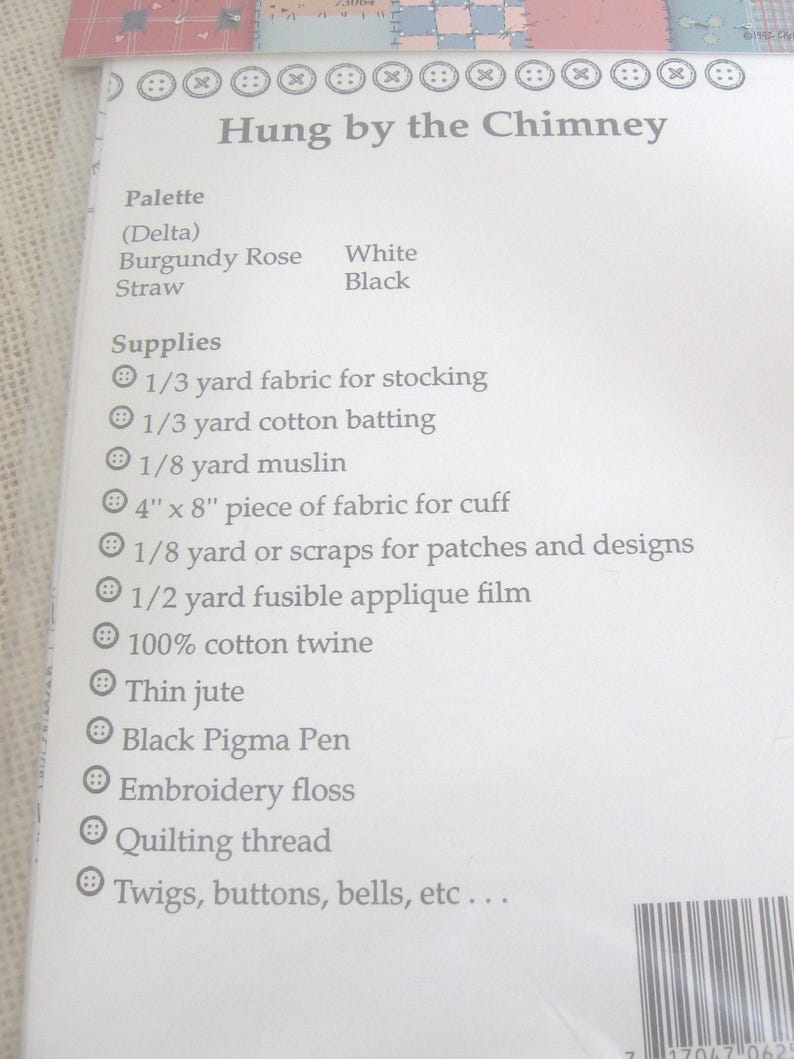 73064
©1992
Hung by the Chimney
Palette
(Delta)
Burgundy Rose White
Straw Black
Supplies
1/3 yard fabric for stocking
1/3 yard cotton batting
1/8 yard muslin
4" x 8" piece of fabric for cuff
1/8 yard or scraps for patches and designs
1/2 yard fusible applique film
100% cotton twine
Thin jute
Black Pigma Pen
Embroidery floss
Quilting thread
Twigs, buttons, bells, etc . . .